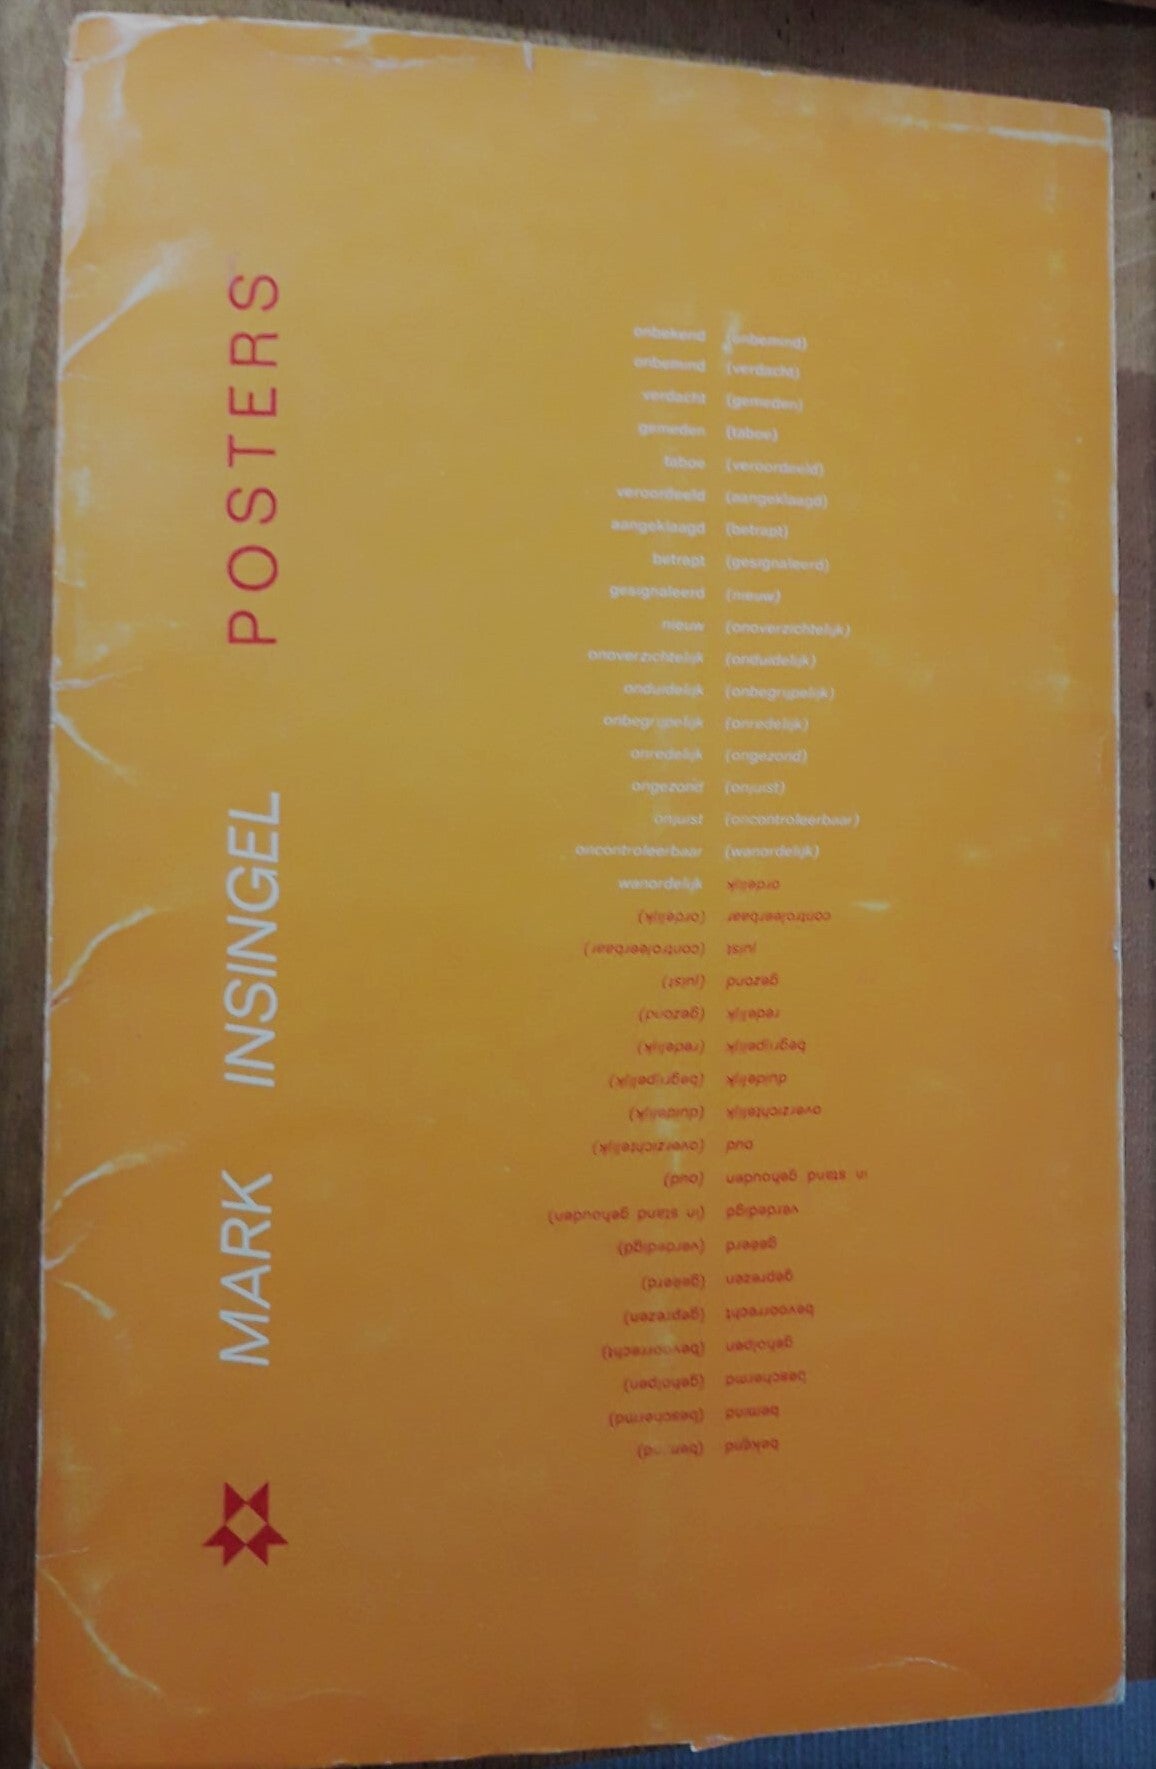 MARK INSINGEL POSTERS
onbekend (onbemind)
onbemind (verdacht)
verdacht (gemeden)
gemeden (taboe)
taboe (veroordeeld)
veroordeeld (aangeklaagd)
aangeklaagd (betrapt)
betrapt (gesignaleerd)
gesignaleerd (nieuw)
nieuw (onoverzichtelijk)
onoverzichtelijk (onduidelijk)
onduidelijk (onbegrijpelijk)
onbegrijpelijk (onredelijk)
onredelijk (ongezond)
ongezond (onjuist)
onjuist (oncontroleerbaar)
oncontroleerbaar (wanordelijk)
wanordelijk
bekend
bemind (beschermd)
beschermd (geholpen)
geholpen (bevoorrecht)
bevoorrecht (geprezen)
geprezen (geëerd)
geëerd (verdedigd)
verdedigd (in stand gehouden)
in stand gehouden (oud)
oud (overzichtelijk)
overzichtelijk (duidelijk)
duidelijk (begrijpelijk)
begrijpelijk (redelijk)
redelijk (gezond)
gezond (juist)
juist (controleerbaar)
controleerbaar (ordelijk)
ordelijk